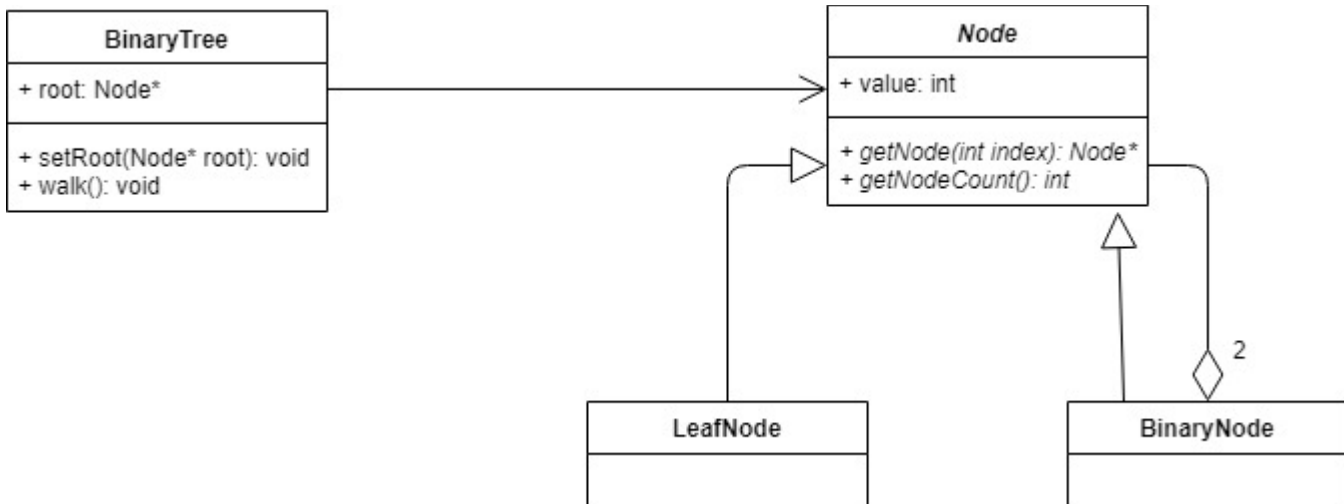 BinaryTree
+ root: Node*
+ setRoot(Node* root): void
+ walk(): void
Node
+ value: int
+ getNode(int index): Node*
+ getNodeCount(): int
2
LeafNode
BinaryNode